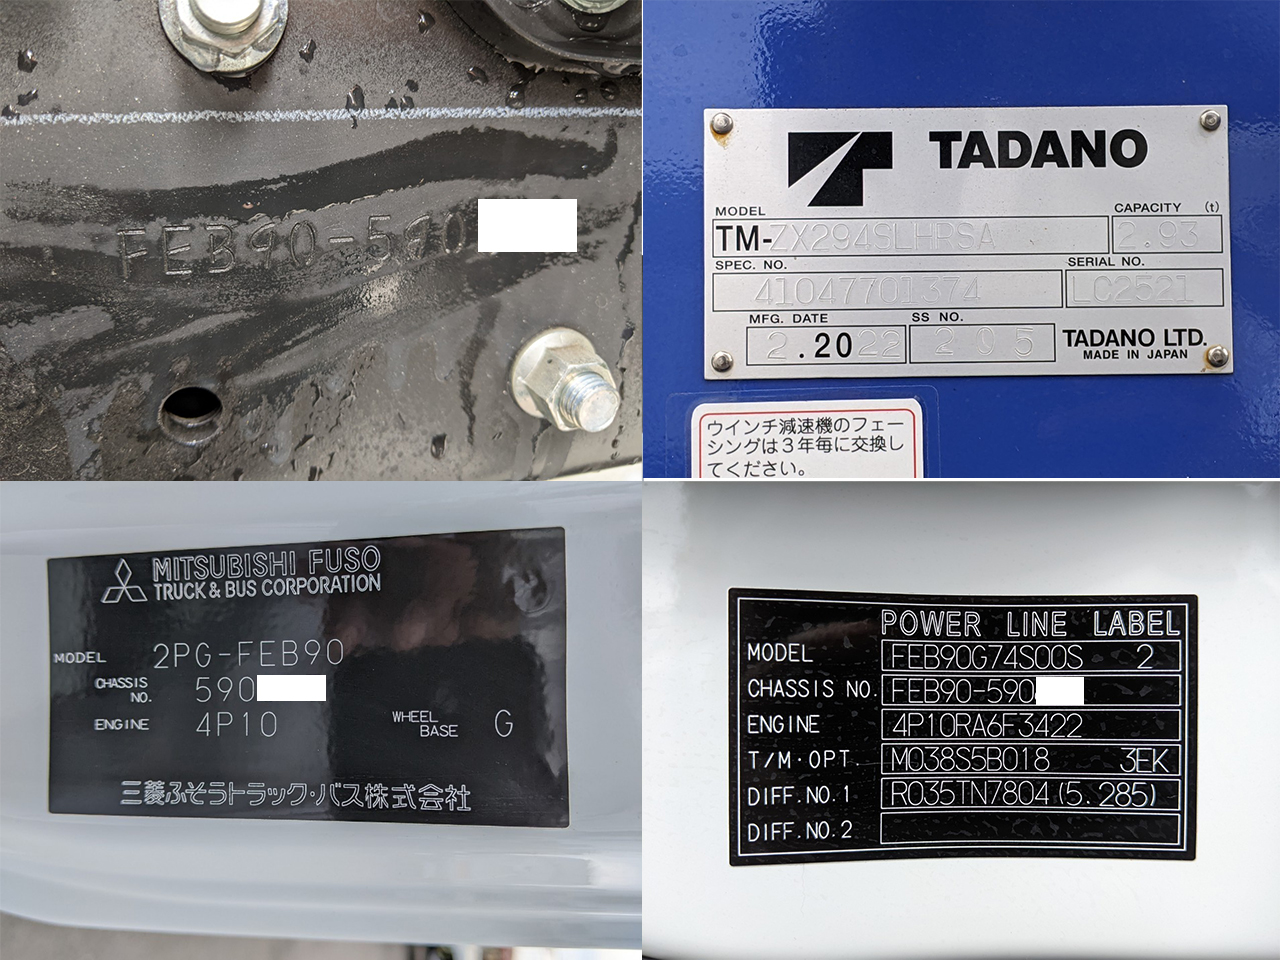 FEB90-590
TADANO
MODEL
CAPACITY (t)
TM-ZX294SLHRSA
2.93
SPEC. NO.
SERIAL NO.
41047701374
LC2521
MFG. DATE
SS NO.
2.2022
205
TADANO LTD.
MADE IN JAPAN
ウインチ減速機のフェー
シングは3年毎に交換し
てください。
MITSUBISHI FUSO
TRUCK & BUS CORPORATION
MODEL 2PG-FEB90
CHASSIS NO. 590
ENGINE 4P10
WHEEL BASE G
三菱ふそうトラック・バス株式会社
POWER LINE LABEL
MODEL FEB90G74S00S 2
CHASSIS NO. FEB90-590
ENGINE 4P10RA6F3422
T/M・OPT. M038S5B018 3EK
DIFF.NO.1 R035TN7804(5.285)
DIFF.NO.2